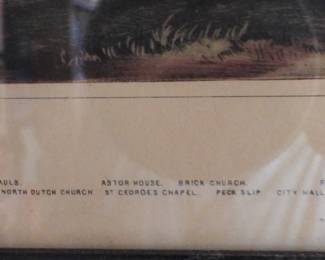 AULS. ASTOR HOUSE. BRICK CHURCH.
NORTH DUTCH CHURCH. ST GEORGES CHAPEL. PECK SLIP. CITY HALL